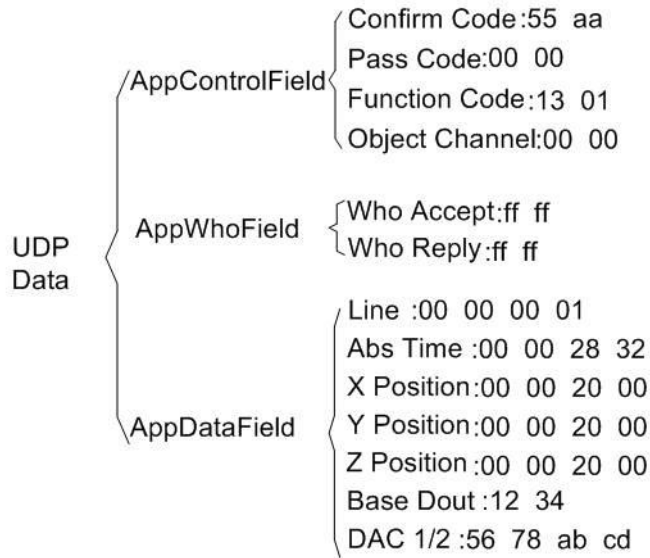 UDP
Data
AppControlField
Confirm Code:55 aa
Pass Code:00 00
Function Code:13 01
Object Channel:00 00
AppWhoField
Who Accept:ff ff
Who Reply:ff ff
AppDataField
Line :00 00 00 01
Abs Time :00 00 28 32
X Position:00 00 20 00
Y Position:00 00 20 00
Z Position :00 00 20 00
Base Dout :12 34
DAC 1/2 :56 78 ab cd